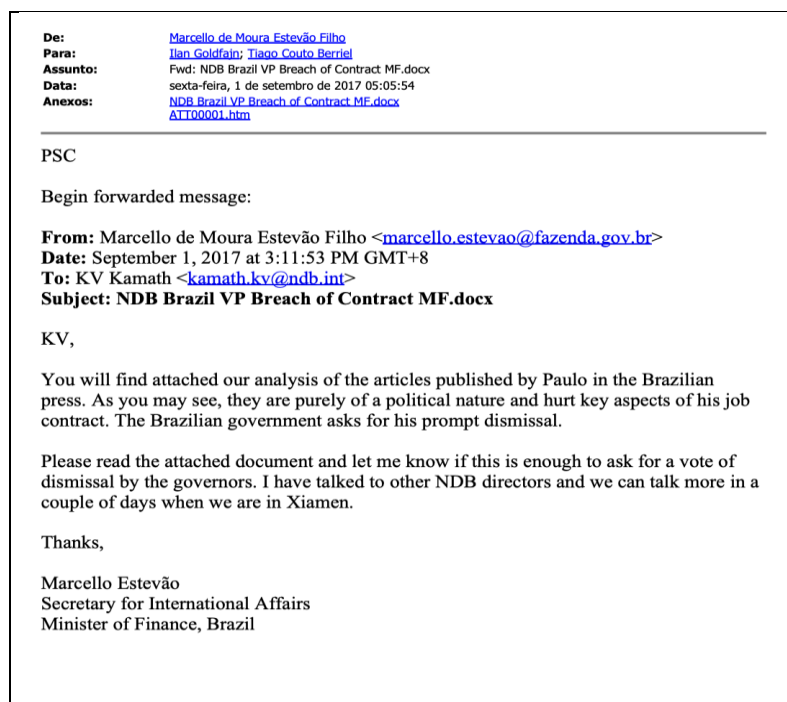 De: Marcello de Moura Estevão Filho
Para: Ilan Goldfajn; Tiago Couto Berriel
Assunto: Fwd: NDB Brazil VP Breach of Contract MF.docx
Data: sexta-feira, 1 de setembro de 2017 05:05:54
Anexos: NDB Brazil VP Breach of Contract MF.docx
ATT00001.htm
PSC
Begin forwarded message:
From: Marcello de Moura Estevão Filho <marcello.estevao@fazenda.gov.br>
Date: September 1, 2017 at 3:11:53 PM GMT+8
To: KV Kamath <kamath.kv@ndb.int>
Subject: NDB Brazil VP Breach of Contract MF.docx
KV,
You will find attached our analysis of the articles published by Paulo in the Brazilian
press. As you may see, they are purely of a political nature and hurt key aspects of his job
contract. The Brazilian government asks for his prompt dismissal.
Please read the attached document and let me know if this is enough to ask for a vote of
dismissal by the governors. I have talked to other NDB directors and we can talk more in a
couple of days when we are in Xiamen.
Thanks,
Marcello Estevão
Secretary for International Affairs
Minister of Finance, Brazil